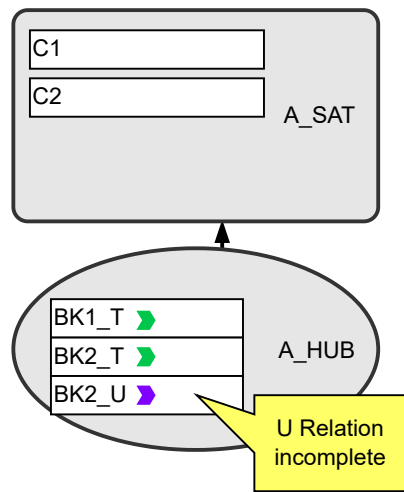 C1
C2
A_SAT
BK1_T
BK2_T
BK2_U
A_HUB
U Relation
incomplete